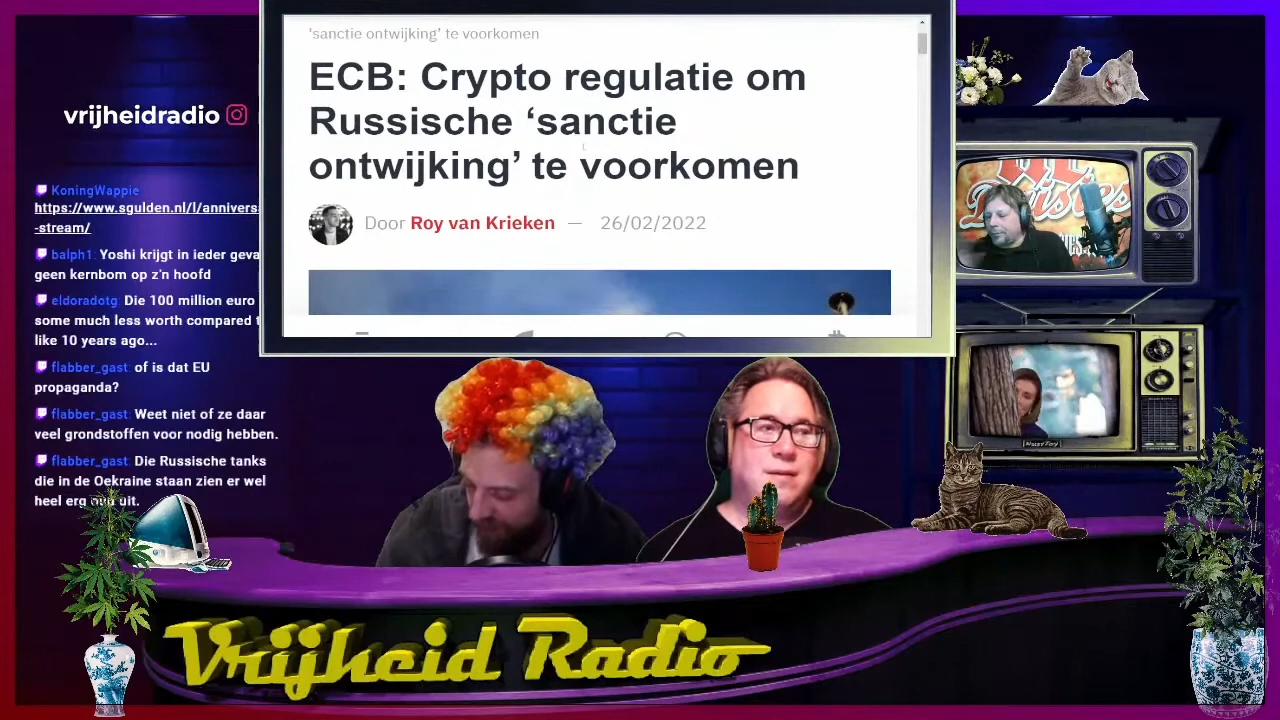 'sanctie ontwijking' te voorkomen
ECB: Crypto regulatie om
Russische ‘sanctie
ontwijking’ te voorkomen
Door Roy van Krieken — 26/02/2022
vrijheidradio
KoningWappie
https://www.sgulden.nl/l/annivers
-stream/
balph1: Yoshi krijgt in ieder geva
geen kernbom op z'n hoofd
eldoradotg: Die 100 million euro
some much less worth compared t
like 10 years ago...
flabber_gast: of is dat EU
propaganda?
flabber_gast: Weet niet of ze daar
veel grondstoffen voor nodig hebben.
flabber_gast: Die Russische tanks
die in de Oekraine staan zien er wel
heel erg uit.
Vrijheid Radio